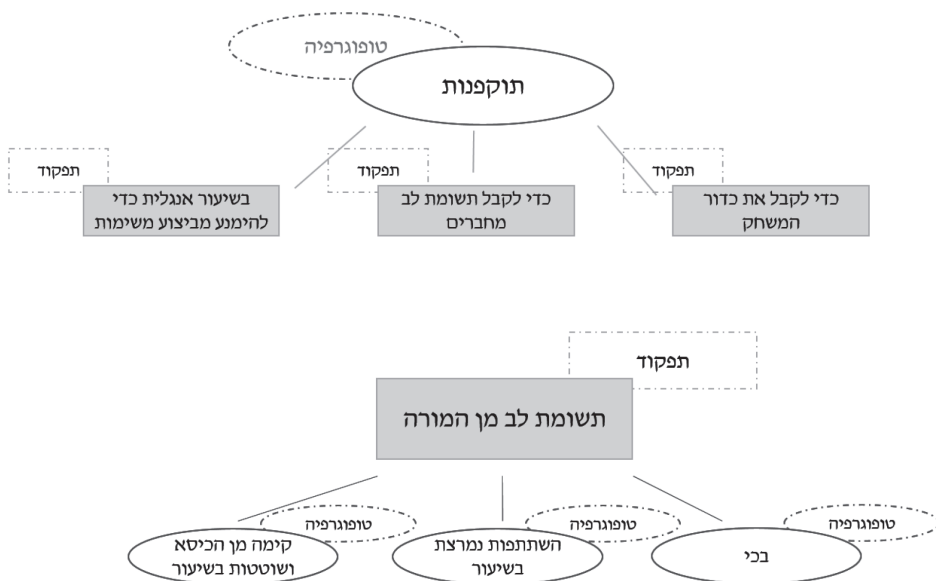 טופוגרפיה
תוקפנות
תפקוד
כדי לקבל את כדור
המשחק
תפקוד
כדי לקבל תשומת לב
מחברים
תפקוד
בשיעור אנגלית כדי
להימנע מביצוע משימות
תפקוד
תשומת לב מן המורה
טופוגרפיה
בכי
טופוגרפיה
השתתפות נמרצת
בשיעור
טופוגרפיה
קימה מן הכיסא
ושוטטות בשיעור